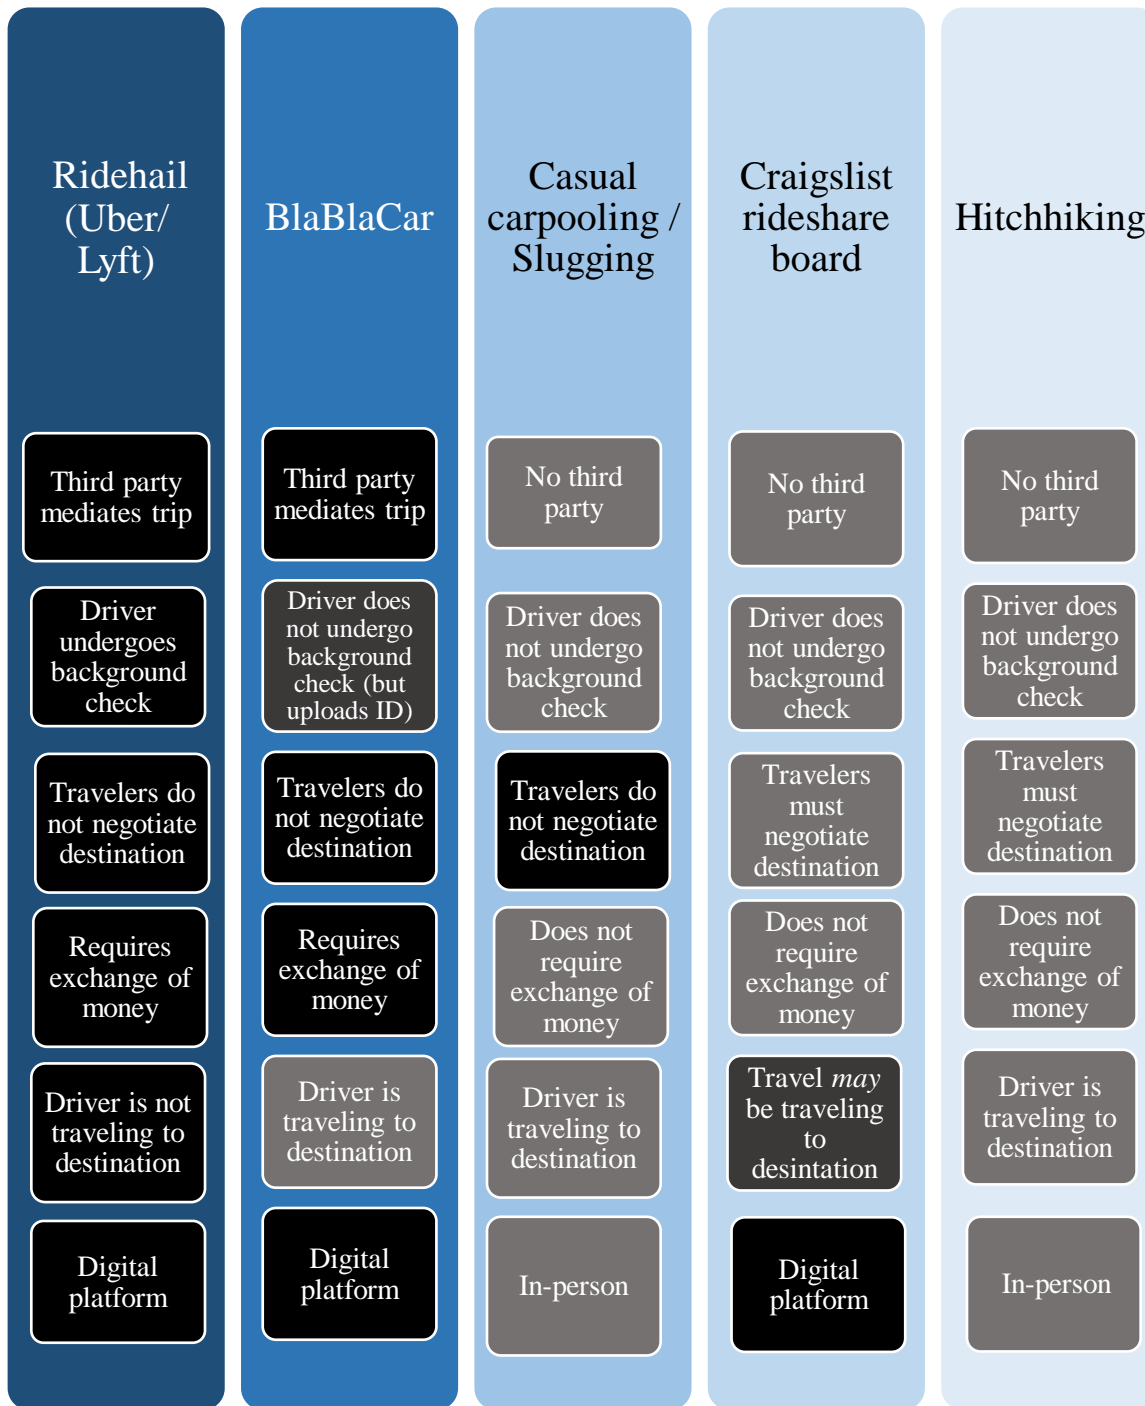 Ridehail
(Uber/
Lyft)
Third party
mediates trip
Driver
undergoes
background
check
Travelers do
not negotiate
destination
Requires
exchange of
money
Driver is not
traveling to
destination
Digital
platform
BlaBlaCar
Third party
mediates trip
Driver does
not undergo
background
check (but
uploads ID)
Travelers do
not negotiate
destination
Requires
exchange of
money
Driver is
traveling to
destination
Digital
platform
Casual
carpooling /
Slugging
No third
party
Driver does
not undergo
background
check
Travelers do
not negotiate
destination
Does not
require
exchange of
money
Driver is
traveling to
destination
In-person
Craigslist
rideshare
board
No third
party
Driver does
not undergo
background
check
Travelers
must
negotiate
destination
Does not
require
exchange of
money
Travel may
be traveling
to
desintation
Digital
platform
Hitchhiking
No third
party
Driver does
not undergo
background
check
Travelers
must
negotiate
destination
Does not
require
exchange of
money
Driver is
traveling to
destination
In-person